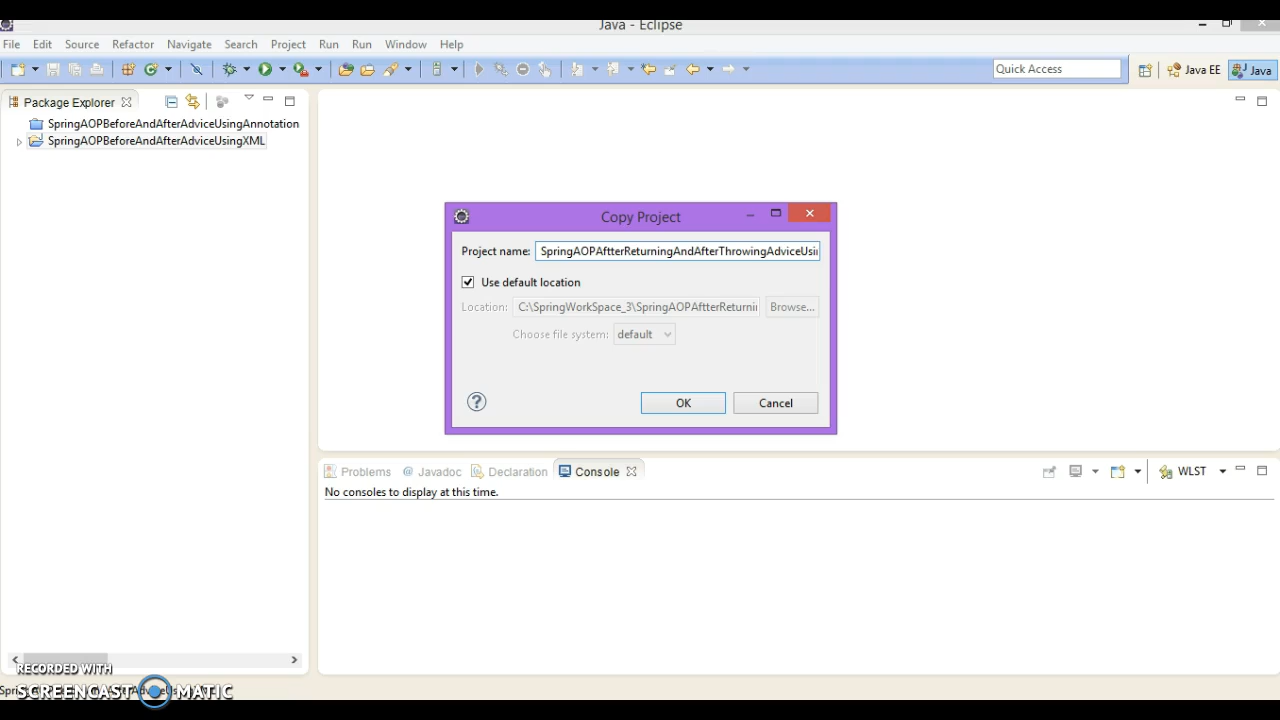 Java - Eclipse
File Edit Source Refactor Navigate Search Project Run Run Window Help
Quick Access
Java EE
Java
Package Explorer
SpringAOPBeforeAndAfterAdviceUsingAnnotation
SpringAOPBeforeAndAfterAdviceUsingXML
Copy Project
Project name: SpringAOPAftterReturningAndAfterThrowingAdviceUsi
Use default location
Location: C:\SpringWorkSpace_3\SpringAOPAftterReturnii Browse...
Choose file system: default
OK Cancel
Problems @ Javadoc Declaration Console
WLST
No consoles to display at this time.
RECORDED WITH
SCREENCAST MATIC